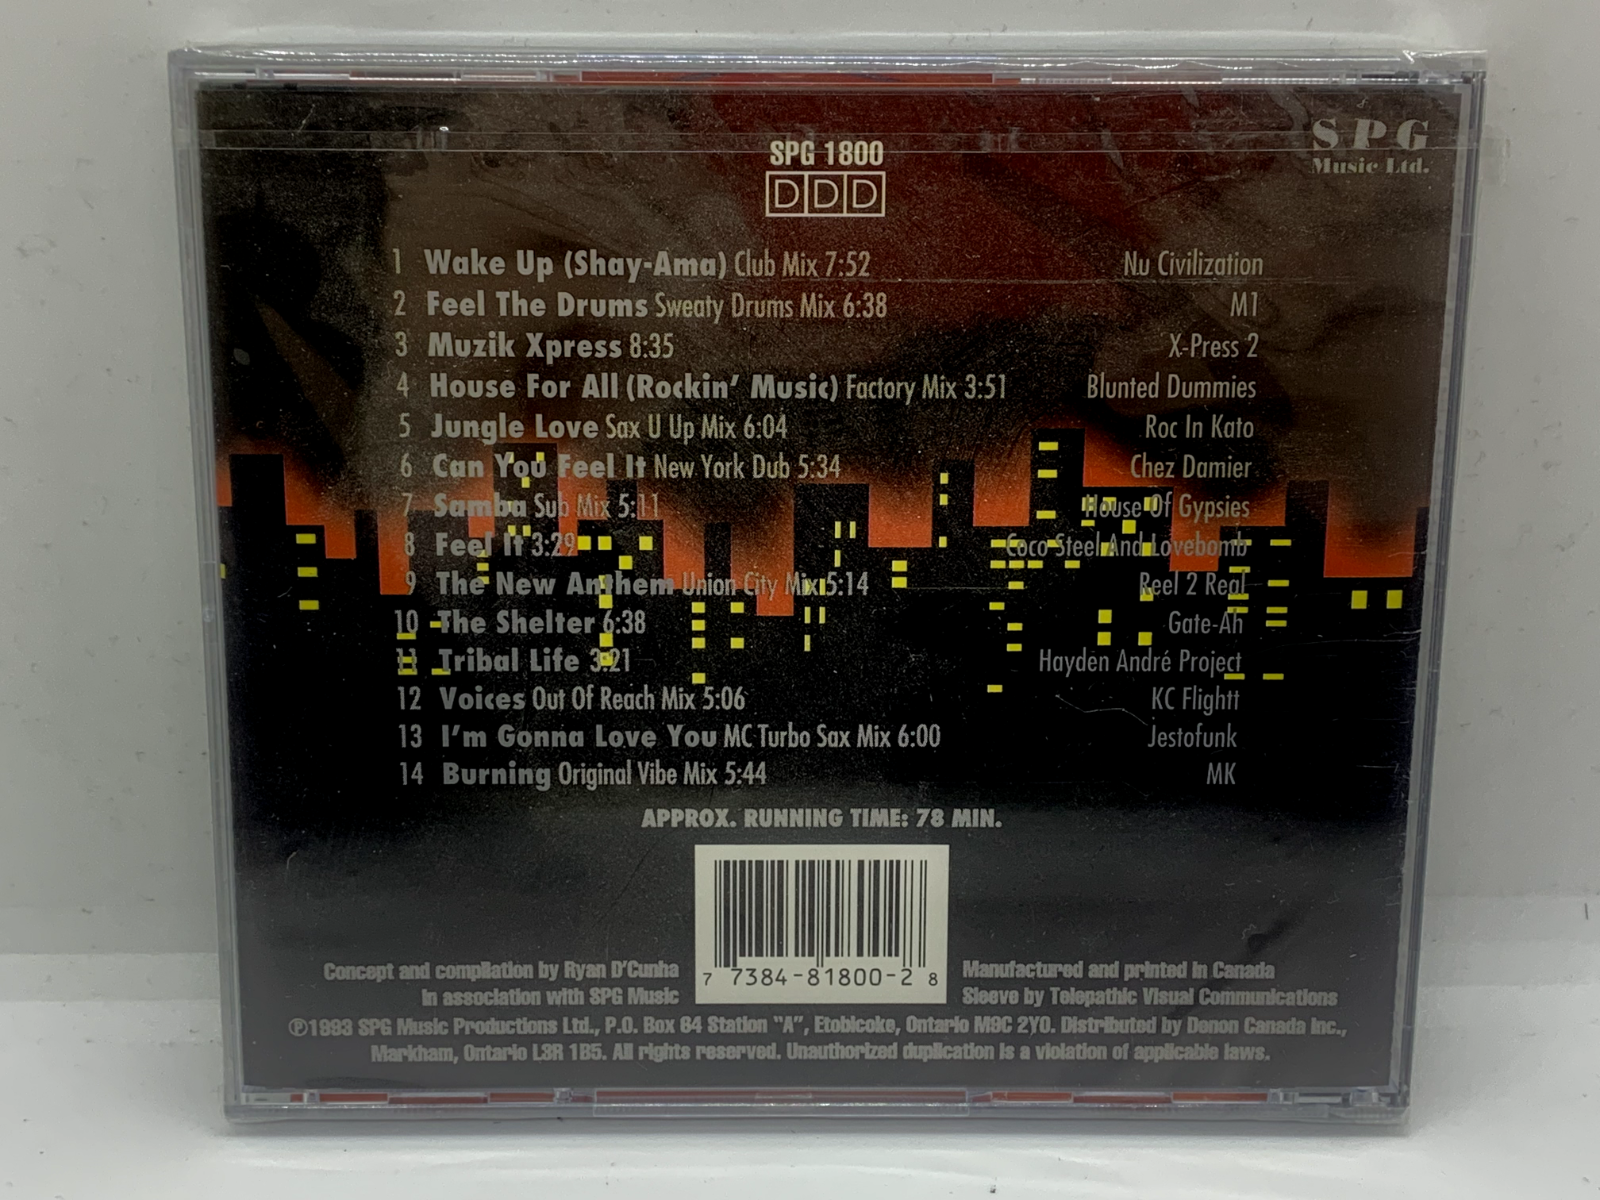 SPG 1800
SPG
Music Ltd.
DDD
1 Wake Up (Shay-Ama) Club Mix 7:52 Nu Civilization
2 Feel The Drums Sweaty Drums Mix 6:38 M1
3 Muzik Xpress 8:35 X-Press 2
4 House For All (Rockin' Music) Factory Mix 3:51 Blunted Dummies
5 Jungle Love Sax U Up Mix 6:04 Roc In Kato
6 Can You Feel It New York Dub 5:34 Chez Damier
7 Samba Sub Mix 5:11 House Of Gypsies
8 Feel It 3:29 Coco Steel And Lovebomb
9 The New Anthem Union City Mix 5:14 Reel 2 Real
10 The Shelter 6:38 Gate-Ah
11 Tribal Life 3:21 Hayden André Project
12 Voices Out Of Reach Mix 5:06 KC Flightt
13 I'm Gonna Love You MC Turbo Sax Mix 6:00 Jestofunk
14 Burning Original Vibe Mix 5:44 MK
APPROX. RUNNING TIME: 78 MIN.
7 7384-81800-2 8
Concept and compilation by Ryan D'Cunha
in association with SPG Music
Manufactured and printed in Canada
Sleeve by Telepathic Visual Communications
℗1993 SPG Music Productions Ltd., P.O. Box 64 Station "A", Etobicoke, Ontario M9C 2Y0. Distributed by Denon Canada Inc.,
Markham, Ontario L3R 1B5. All rights reserved. Unauthorized duplication is a violation of applicable laws.